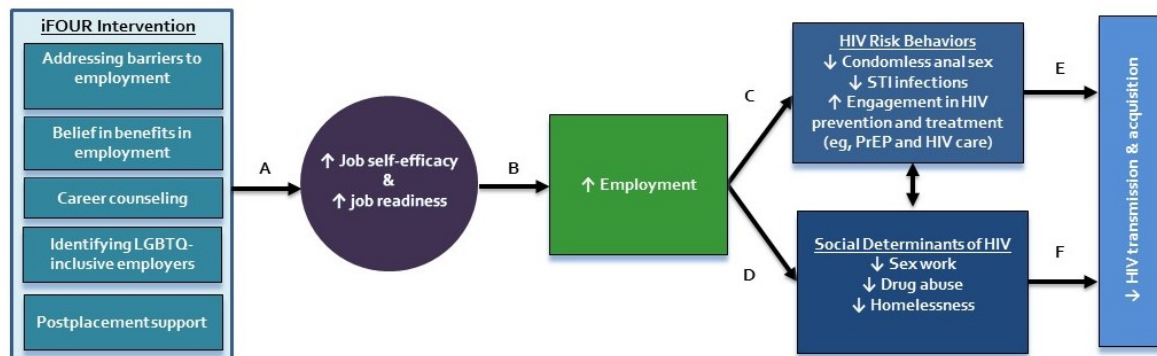 iFOUR Intervention
Addressing barriers to
employment
Belief in benefits in
employment
Career counseling
Identifying LGBTQ-
inclusive employers
Postplacement support
A
↑ Job self-efficacy
&
↑ job readiness
B
↑ Employment
C
D
HIV Risk Behaviors
↓ Condomless anal sex
↓ STI infections
↑ Engagement in HIV
prevention and treatment
(eg, PrEP and HIV care)
Social Determinants of HIV
↓ Sex work
↓ Drug abuse
↓ Homelessness
E
F
↓ HIV transmission & acquisition